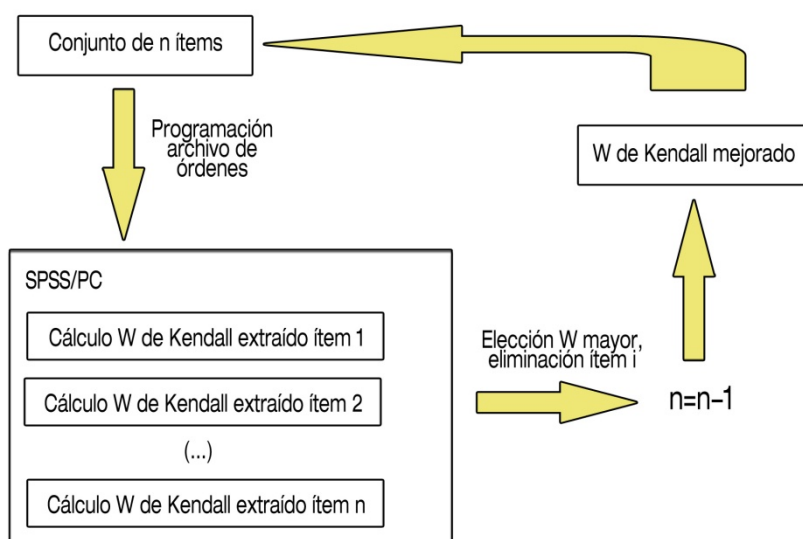 Conjunto de n ítems
Programación
archivo de
órdenes
W de Kendall mejorado
SPSS/PC
Cálculo W de Kendall extraído ítem 1
Cálculo W de Kendall extraído ítem 2
(...)
Cálculo W de Kendall extraído ítem n
Elección W mayor,
eliminación ítem i
n=n–1